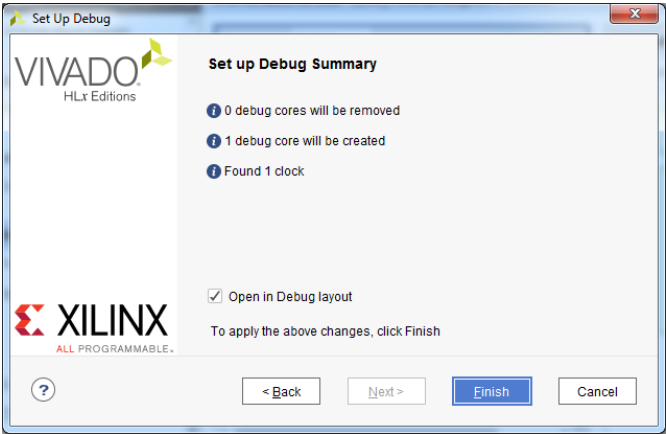 Set Up Debug
VIVADO
HLx Editions
Set up Debug Summary
0 debug cores will be removed
1 debug core will be created
Found 1 clock
Open in Debug layout
To apply the above changes, click Finish
XILINX
ALL PROGRAMMABLE.
?
< Back
Next >
Finish
Cancel